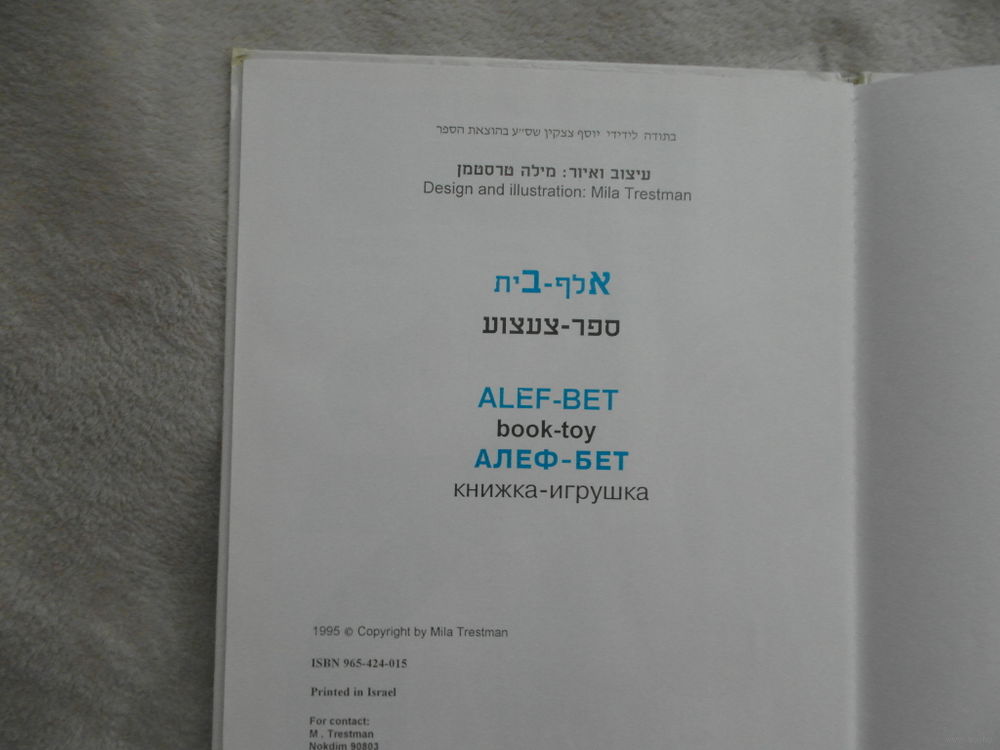 בתודה לידידי יוסף צצקין שסי״ע בהוצאת הספר
עיצוב ואיור: מילה טרסטמן
Design and illustration: Mila Trestman
אלף-בית
ספר-צעצוע
ALEF-BET
book-toy
АЛЕФ-БЕТ
книжка-игрушка
1995 © Copyright by Mila Trestman
ISBN 965-424-015
Printed in Israel
For contact:
M . Trestman
Nokdim 90803